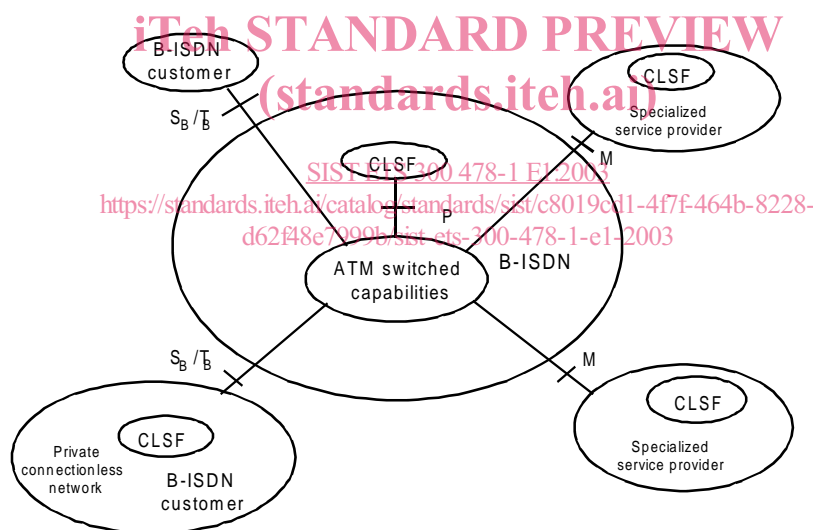 iTeh STANDARD PREVIEW
(standards.iteh.ai)
SIST ETS 300 478-1 E1:2003
https://standards.iteh.ai/catalog/standards/sist/c8019cd1-4f7f-464b-8228-
d62f48e7999b/sist-ets-300-478-1-e1-2003
B-ISDN
customer
SB /TB
CLSF
Specialized
service provider
M
CLSF
P
ATM switched
capabilities
B-ISDN
SB /TB
M
CLSF
Private
connectionless
network
B-ISDN
customer
CLSF
Specialized
service provider